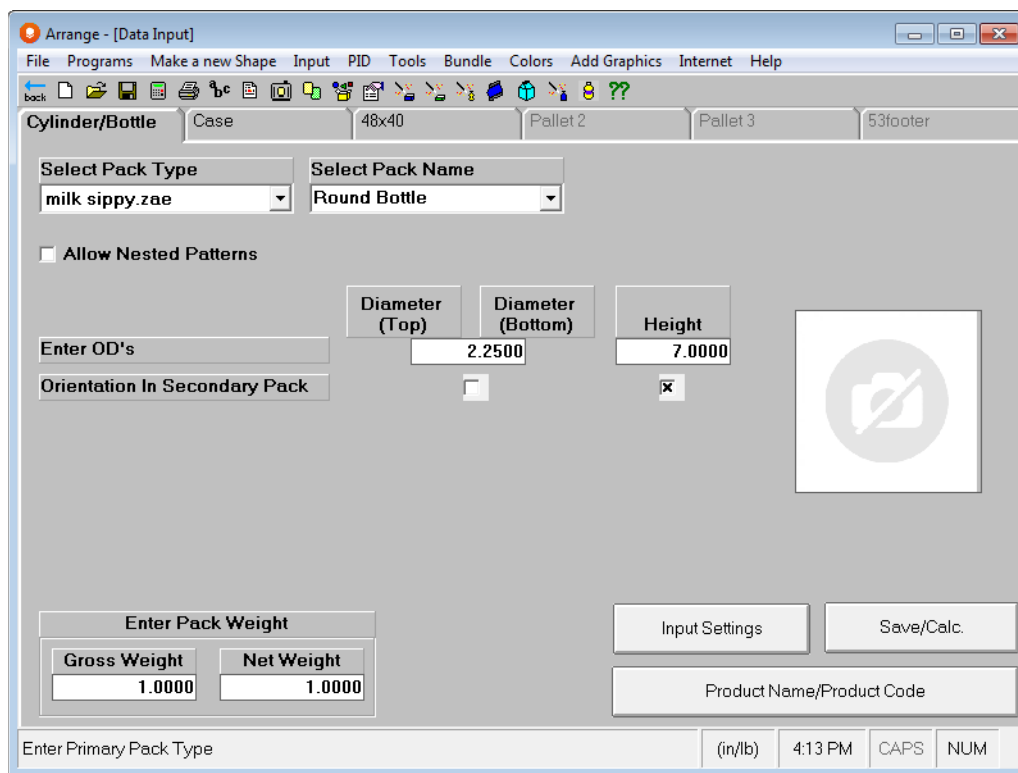 Arrange - [Data Input]
File Programs Make a new Shape Input PID Tools Bundle Colors Add Graphics Internet Help
back abc ??
Cylinder/Bottle Case 48x40 Pallet 2 Pallet 3 53footer
Select Pack Type Select Pack Name
milk sippy.zae Round Bottle
Allow Nested Patterns
Diameter Diameter
(Top) (Bottom) Height
Enter OD's 2.2500 7.0000
Orientation In Secondary Pack
Enter Pack Weight
Input Settings Save/Calc.
Gross Weight Net Weight
1.0000 1.0000
Product Name/Product Code
Enter Primary Pack Type (in/lb) 4:13 PM CAPS NUM